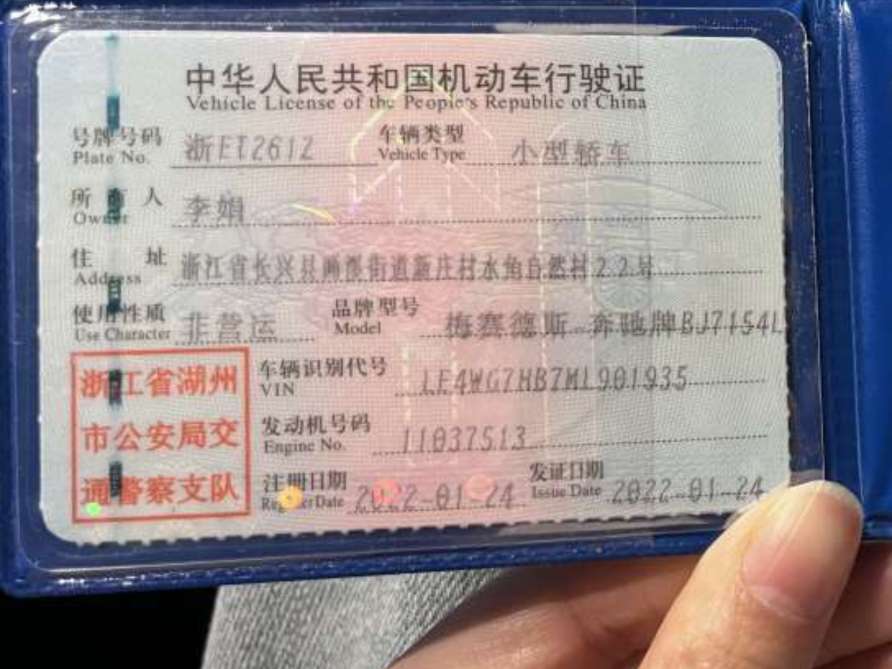 中华人民共和国机动车行驶证
Vehicle License of the People's Republic of China
号牌号码 浙ET261Z 车辆类型 小型轿车
Plate No. Vehicle Type
所有人 李娟
Owner
住址 浙江省长兴县画溪街道新庄村水角自然村22号
Address
使用性质 非营运 品牌型号 梅赛德斯-奔驰牌BJ7154L
Use Character Model
浙江省湖州
市公安局交
通警察支队
车辆识别代号 LE4WG7HB7ML901935
VIN
发动机号码 11037513
Engine No.
注册日期 2022-01-24 发证日期 2022-01-24
Register Date Issue Date